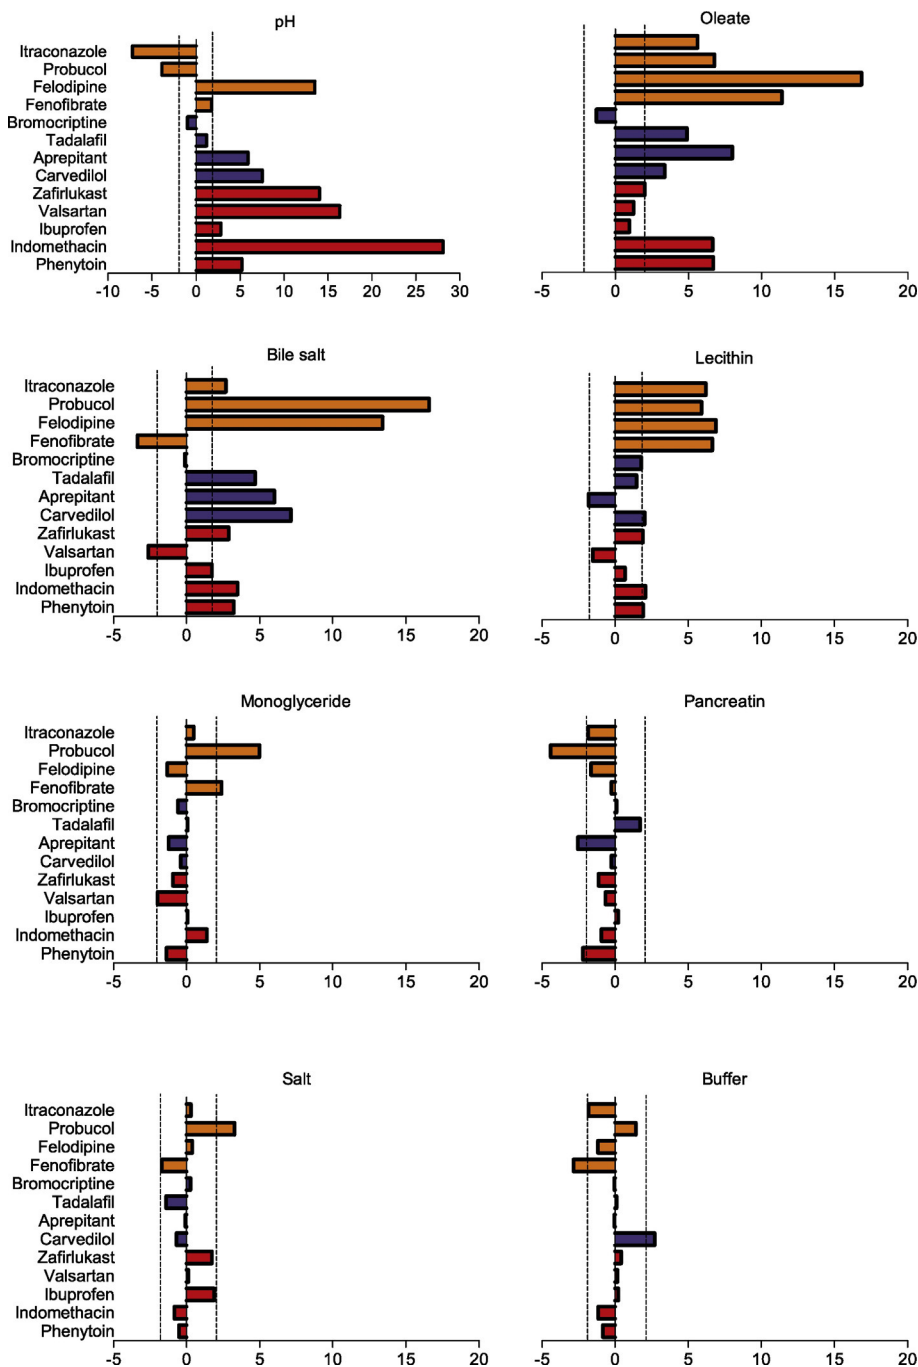 pH
Oleate
Itraconazole
Probucol
Felodipine
Fenofibrate
Bromocriptine
Tadalafil
Aprepitant
Carvedilol
Zafirlukast
Valsartan
Ibuprofen
Indomethacin
Phenytoin
-10 -5 0 5 10 15 20 25 30
-5 0 5 10 15 20
Bile salt
Lecithin
Itraconazole
Probucol
Felodipine
Fenofibrate
Bromocriptine
Tadalafil
Aprepitant
Carvedilol
Zafirlukast
Valsartan
Ibuprofen
Indomethacin
Phenytoin
-5 0 5 10 15 20
-5 0 5 10 15 20
Monoglyceride
Pancreatin
Itraconazole
Probucol
Felodipine
Fenofibrate
Bromocriptine
Tadalafil
Aprepitant
Carvedilol
Zafirlukast
Valsartan
Ibuprofen
Indomethacin
Phenytoin
-5 0 5 10 15 20
-5 0 5 10 15 20
Salt
Buffer
Itraconazole
Probucol
Felodipine
Fenofibrate
Bromocriptine
Tadalafil
Aprepitant
Carvedilol
Zafirlukast
Valsartan
Ibuprofen
Indomethacin
Phenytoin
-5 0 5 10 15 20
-5 0 5 10 15 20